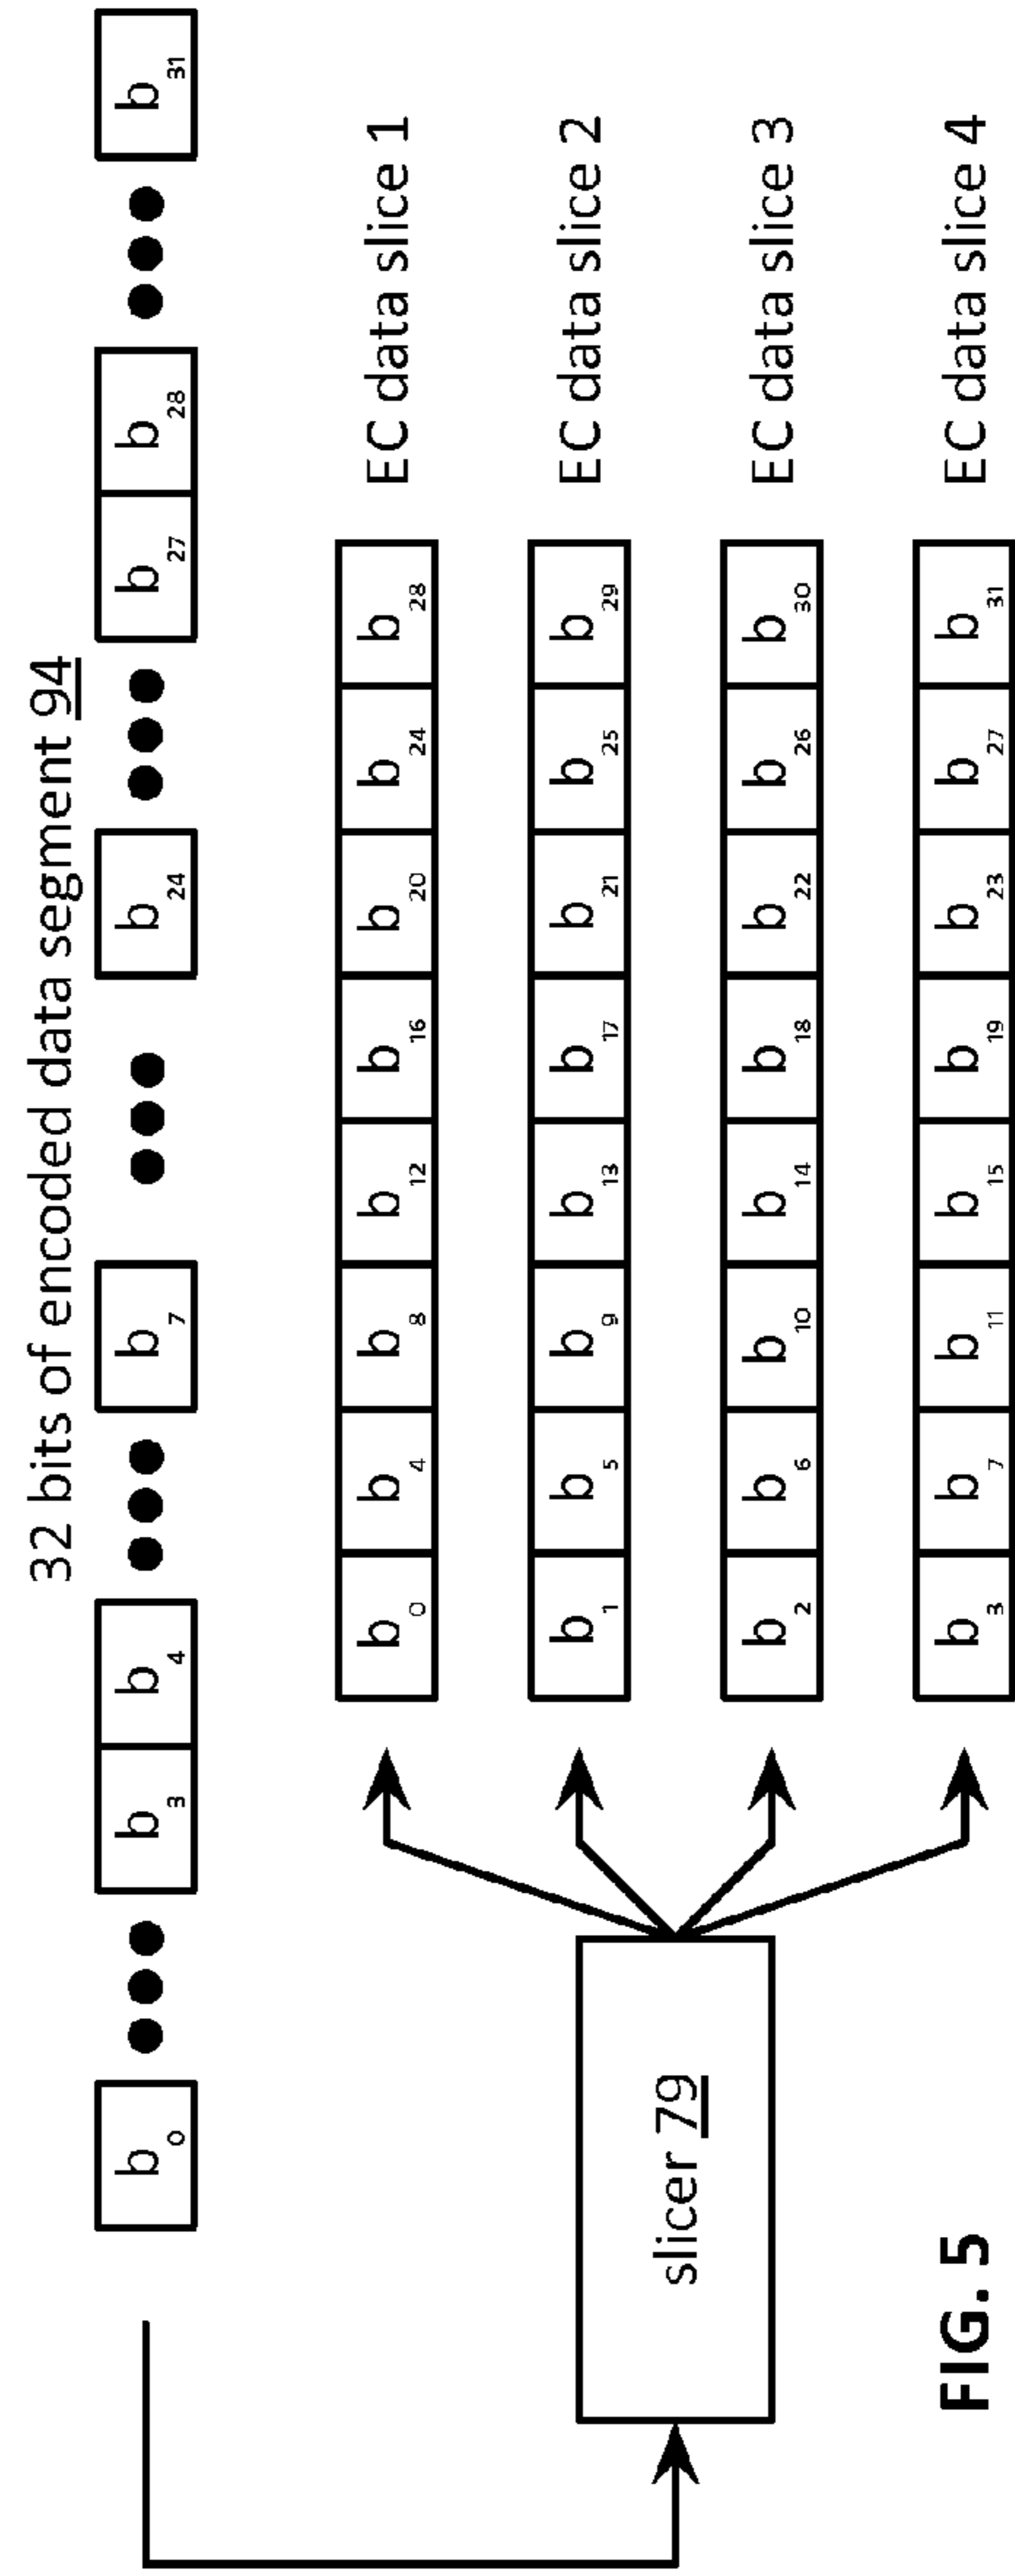 32 bits of encoded data segment 94
b0 ••• b3 b4 ••• b7 ••• b24 ••• b27 b28 ••• b31
b0 b4 b8 b12 b16 b20 b24 b28 EC data slice 1
b1 b5 b9 b13 b17 b21 b25 b29 EC data slice 2
slicer 79
b2 b6 b10 b14 b18 b22 b26 b30 EC data slice 3
b3 b7 b11 b15 b19 b23 b27 b31 EC data slice 4
FIG. 5